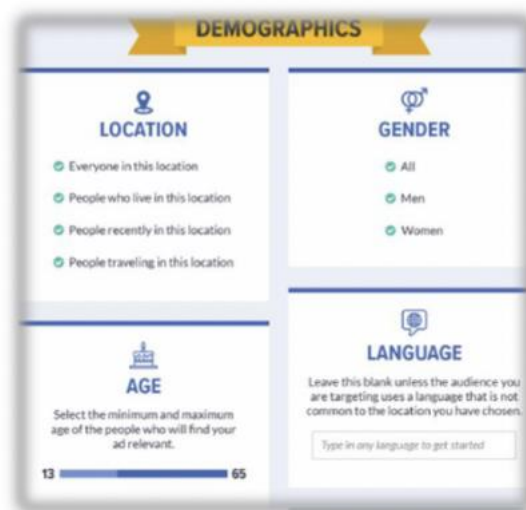 DEMOGRAPHICS
LOCATION
Everyone in this location
People who live in this location
People recently in this location
People traveling in this location
GENDER
All
Men
Women
AGE
Select the minimum and maximum
age of the people who will find your
ad relevant.
13 65
LANGUAGE
Leave this blank unless the audience you
are targeting uses a language that is not
common to the location you have chosen.
Type in any language to get started